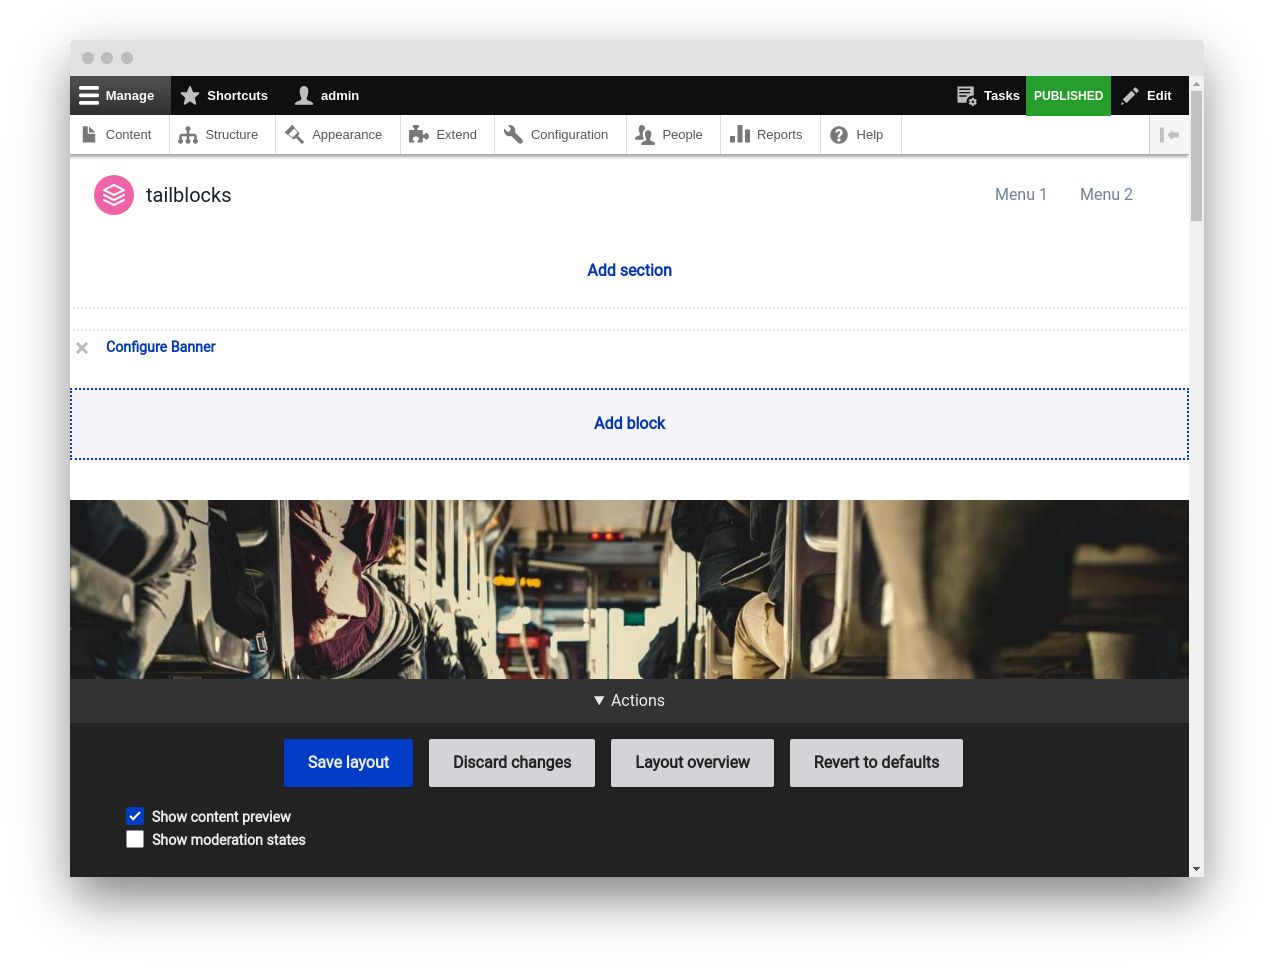 Manage Shortcuts admin Tasks PUBLISHED Edit
Content Structure Appearance Extend Configuration People Reports Help
tailblocks Menu 1 Menu 2
Add section
Configure Banner
Add block
Actions
Save layout Discard changes Layout overview Revert to defaults
Show content preview
Show moderation states